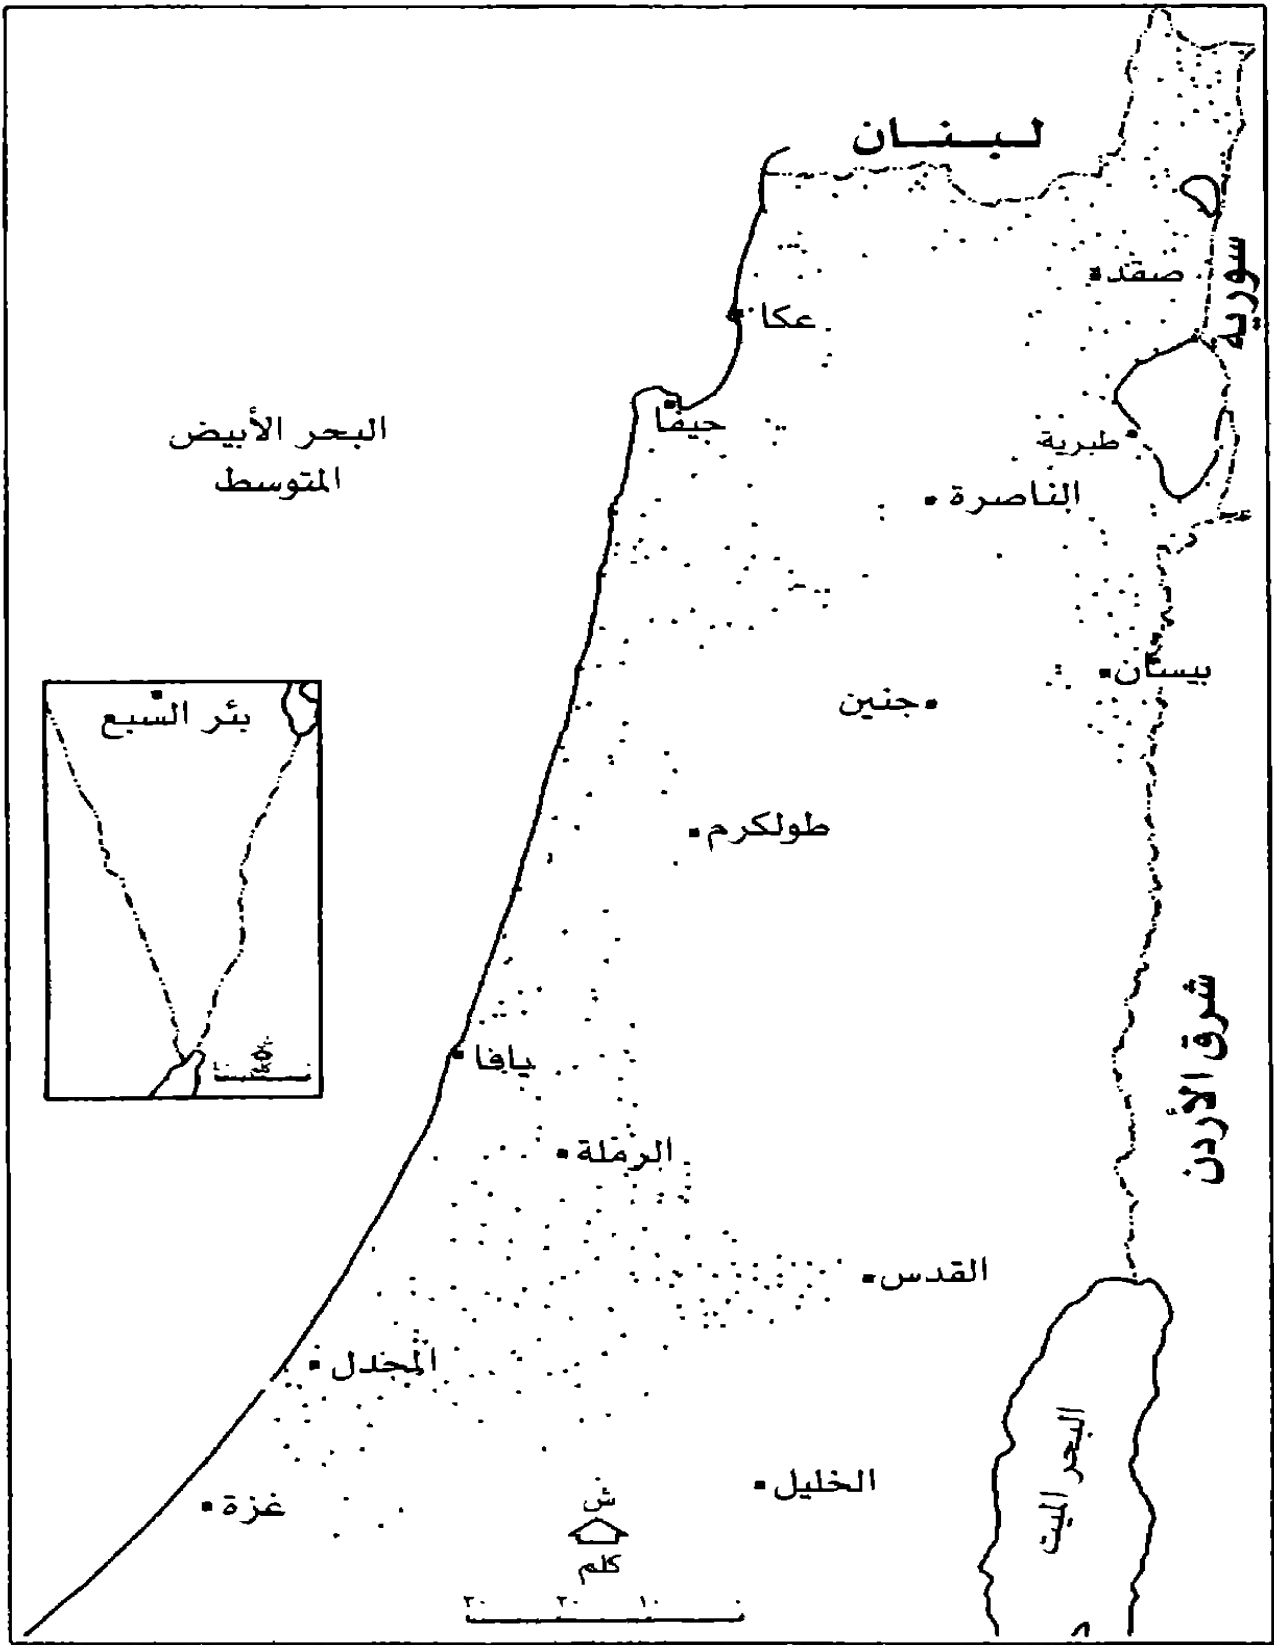 لبنان
سورية
صفد
عكا
حيفا
طبرية
البحر الأبيض
المتوسط
الناصرة
بيسان
جنين
بئر السبع
طولكرم
شرق الأردن
يافا
الرملة
القدس
المجدل
البحر الميت
الخليل
غزة
ش
كلم
٣٠ ٢٠ ١٠ ٠